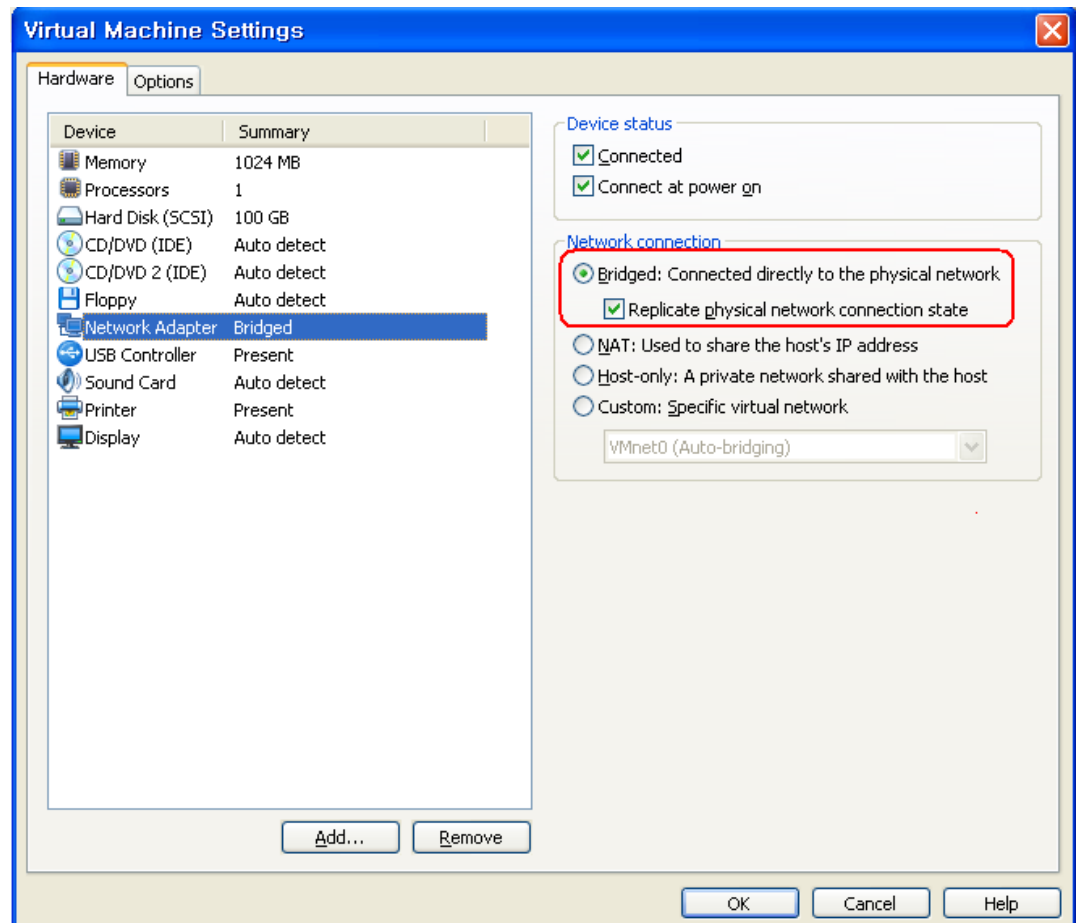 Virtual Machine Settings
Hardware
Options
Device Summary
Memory 1024 MB
Processors 1
Hard Disk (SCSI) 100 GB
CD/DVD (IDE) Auto detect
CD/DVD 2 (IDE) Auto detect
Floppy Auto detect
Network Adapter Bridged
USB Controller Present
Sound Card Auto detect
Printer Present
Display Auto detect
Add... Remove
Device status
Connected
Connect at power on
Network connection
Bridged: Connected directly to the physical network
Replicate physical network connection state
NAT: Used to share the host's IP address
Host-only: A private network shared with the host
Custom: Specific virtual network
VMnet0 (Auto-bridging)
OK Cancel Help